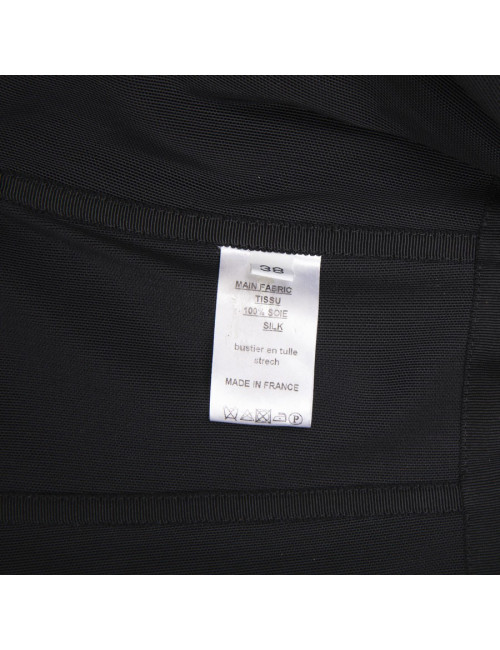 38
MAIN FABRIC
TISSU
100% SOIE
SILK
bustier en tulle
strech
MADE IN FRANCE
P